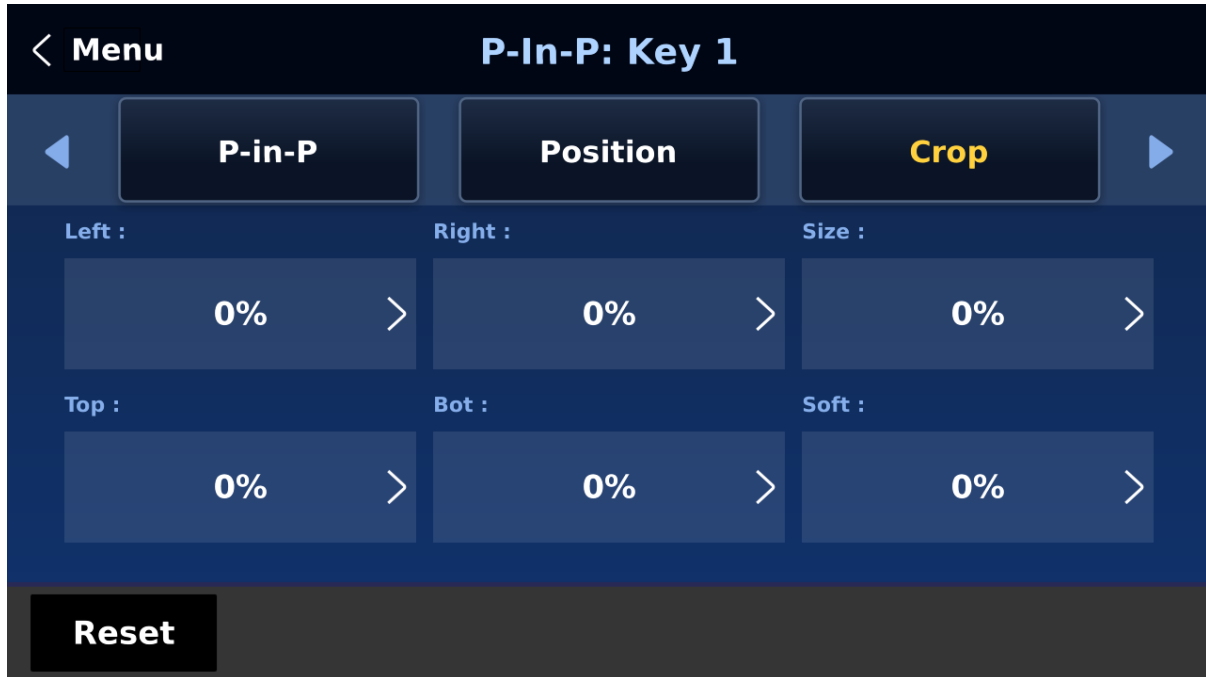 Menu P-In-P: Key 1
P-in-P Position Crop
Left : Right : Size :
0% 0% 0%
Top : Bot : Soft :
0% 0% 0%
Reset